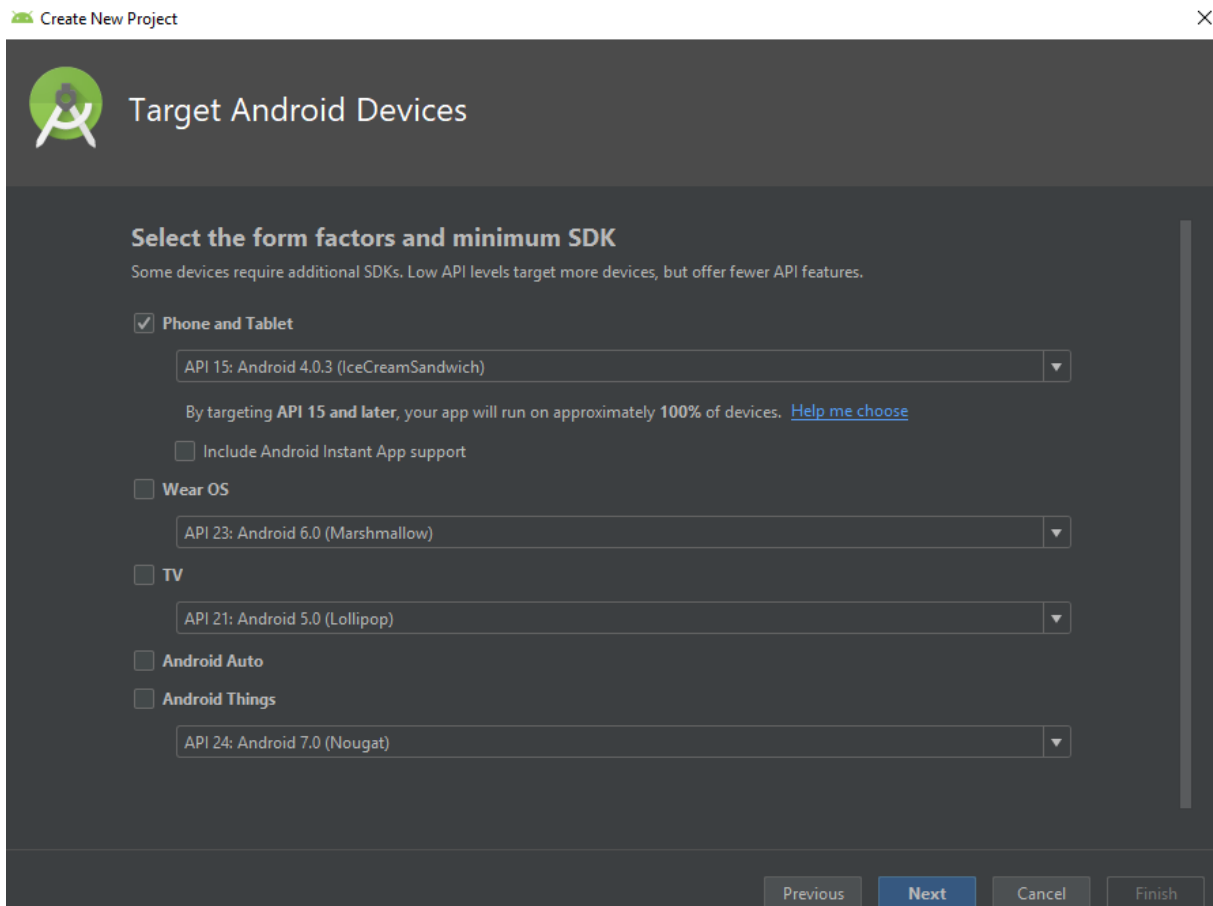 Create New Project
Target Android Devices
Select the form factors and minimum SDK
Some devices require additional SDKs. Low API levels target more devices, but offer fewer API features.
Phone and Tablet
API 15: Android 4.0.3 (IceCreamSandwich)
By targeting API 15 and later, your app will run on approximately 100% of devices. Help me choose
Include Android Instant App support
Wear OS
API 23: Android 6.0 (Marshmallow)
TV
API 21: Android 5.0 (Lollipop)
Android Auto
Android Things
API 24: Android 7.0 (Nougat)
Previous Next Cancel Finish